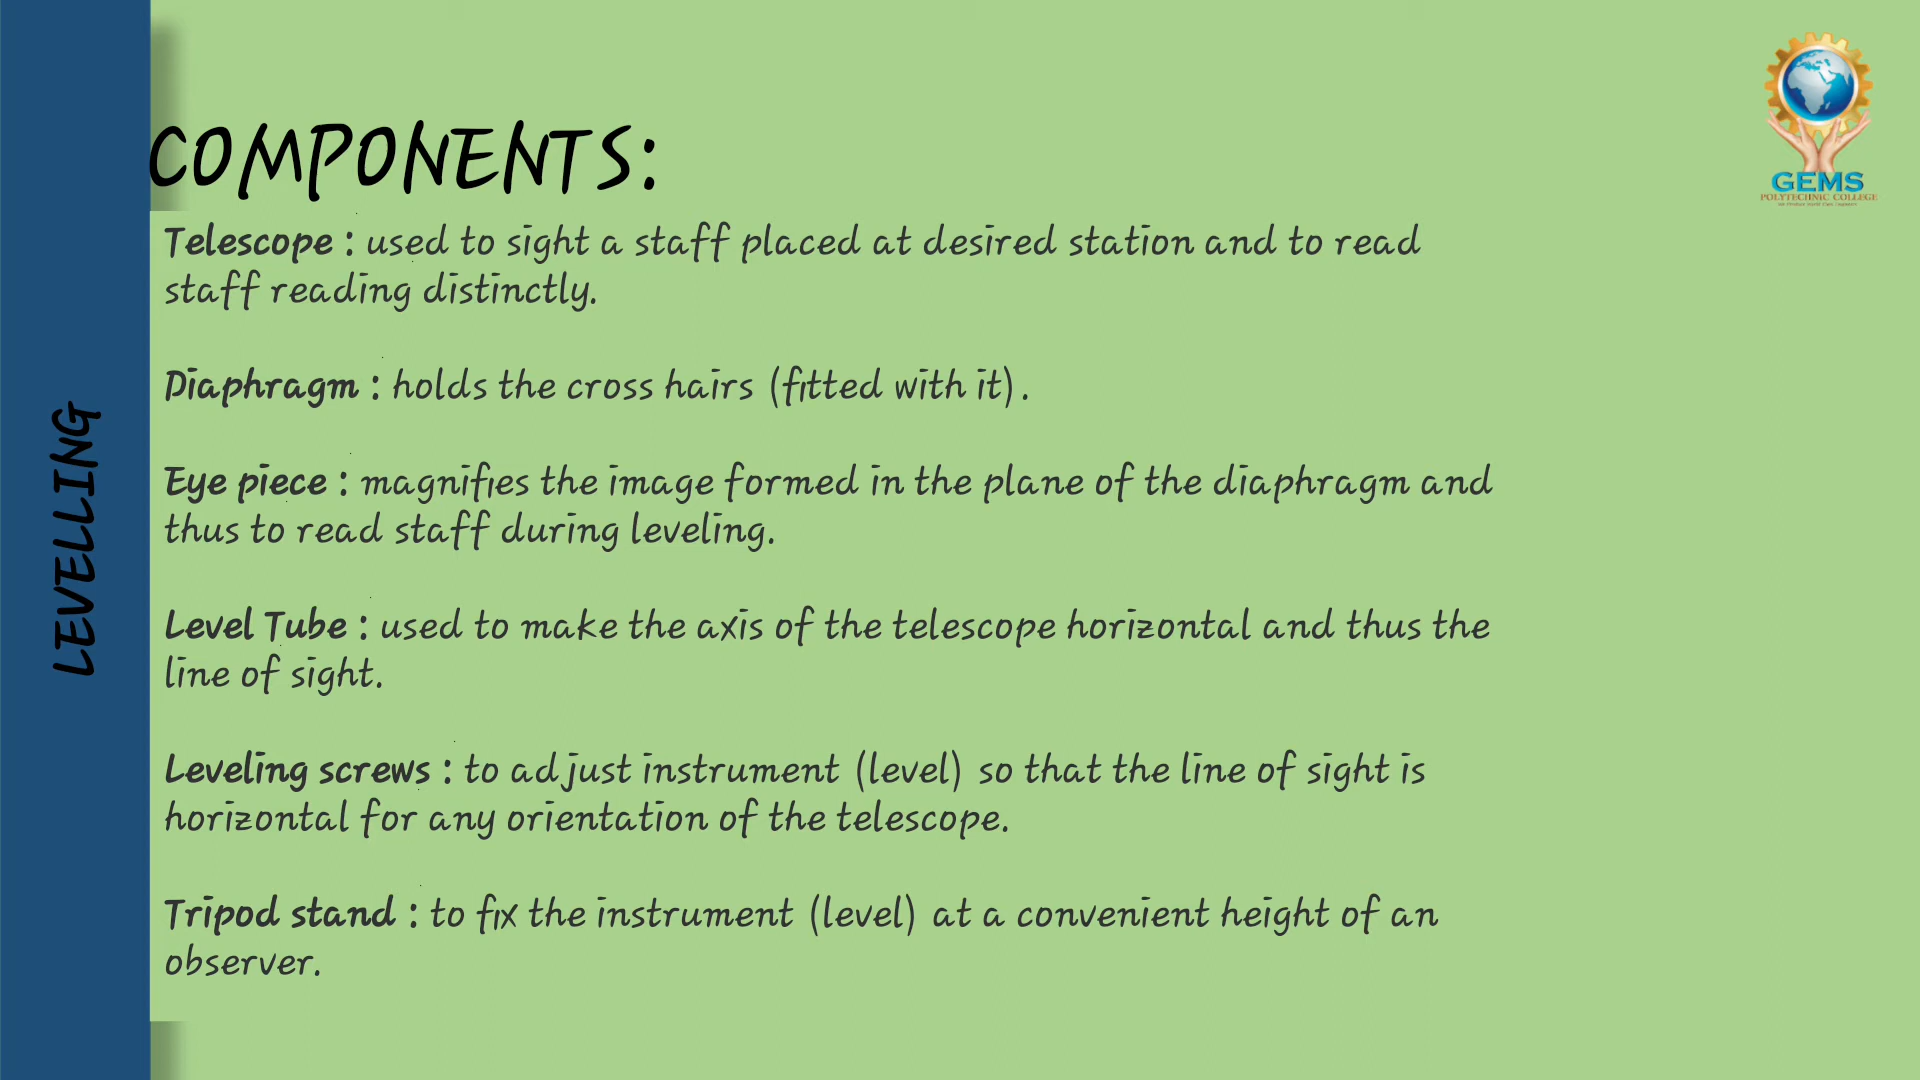 COMPONENTS:
Telescope : used to sight a staff placed at desired station and to read
staff reading distinctly.
Diaphragm : holds the cross hairs (fitted with it).
Eye piece : magnifies the image formed in the plane of the diaphragm and
thus to read staff during leveling.
Level Tube : used to make the axis of the telescope horizontal and thus the
line of sight.
Leveling screws : to adjust instrument (level) so that the line of sight is
horizontal for any orientation of the telescope.
Tripod stand : to fix the instrument (level) at a convenient height of an
observer.
LEVELLING
GEMS
POLYTECHNIC COLLEGE